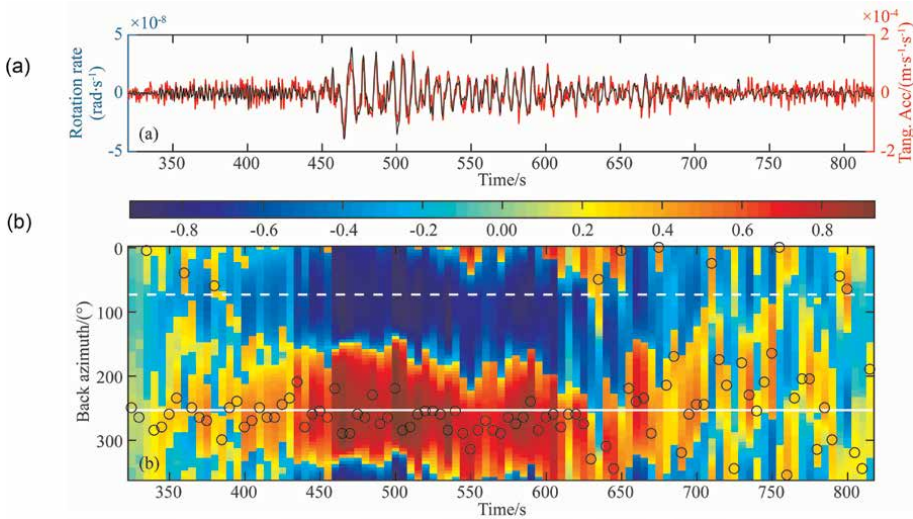 ×10⁻⁸
×10⁻⁴
(a)
Rotation rate
(rad·s⁻¹)
5
0
-5
(a)
2
0
-2
Tang. Acc/(m·s⁻¹·s⁻¹)
350 400 450 500 550 600 650 700 750 800
Time/s
(b)
-0.8 -0.6 -0.4 -0.2 0.00 0.2 0.4 0.6 0.8
Back azimuth/(°)
0
100
200
300
(b)
350 400 450 500 550 600 650 700 750 800
Time/s